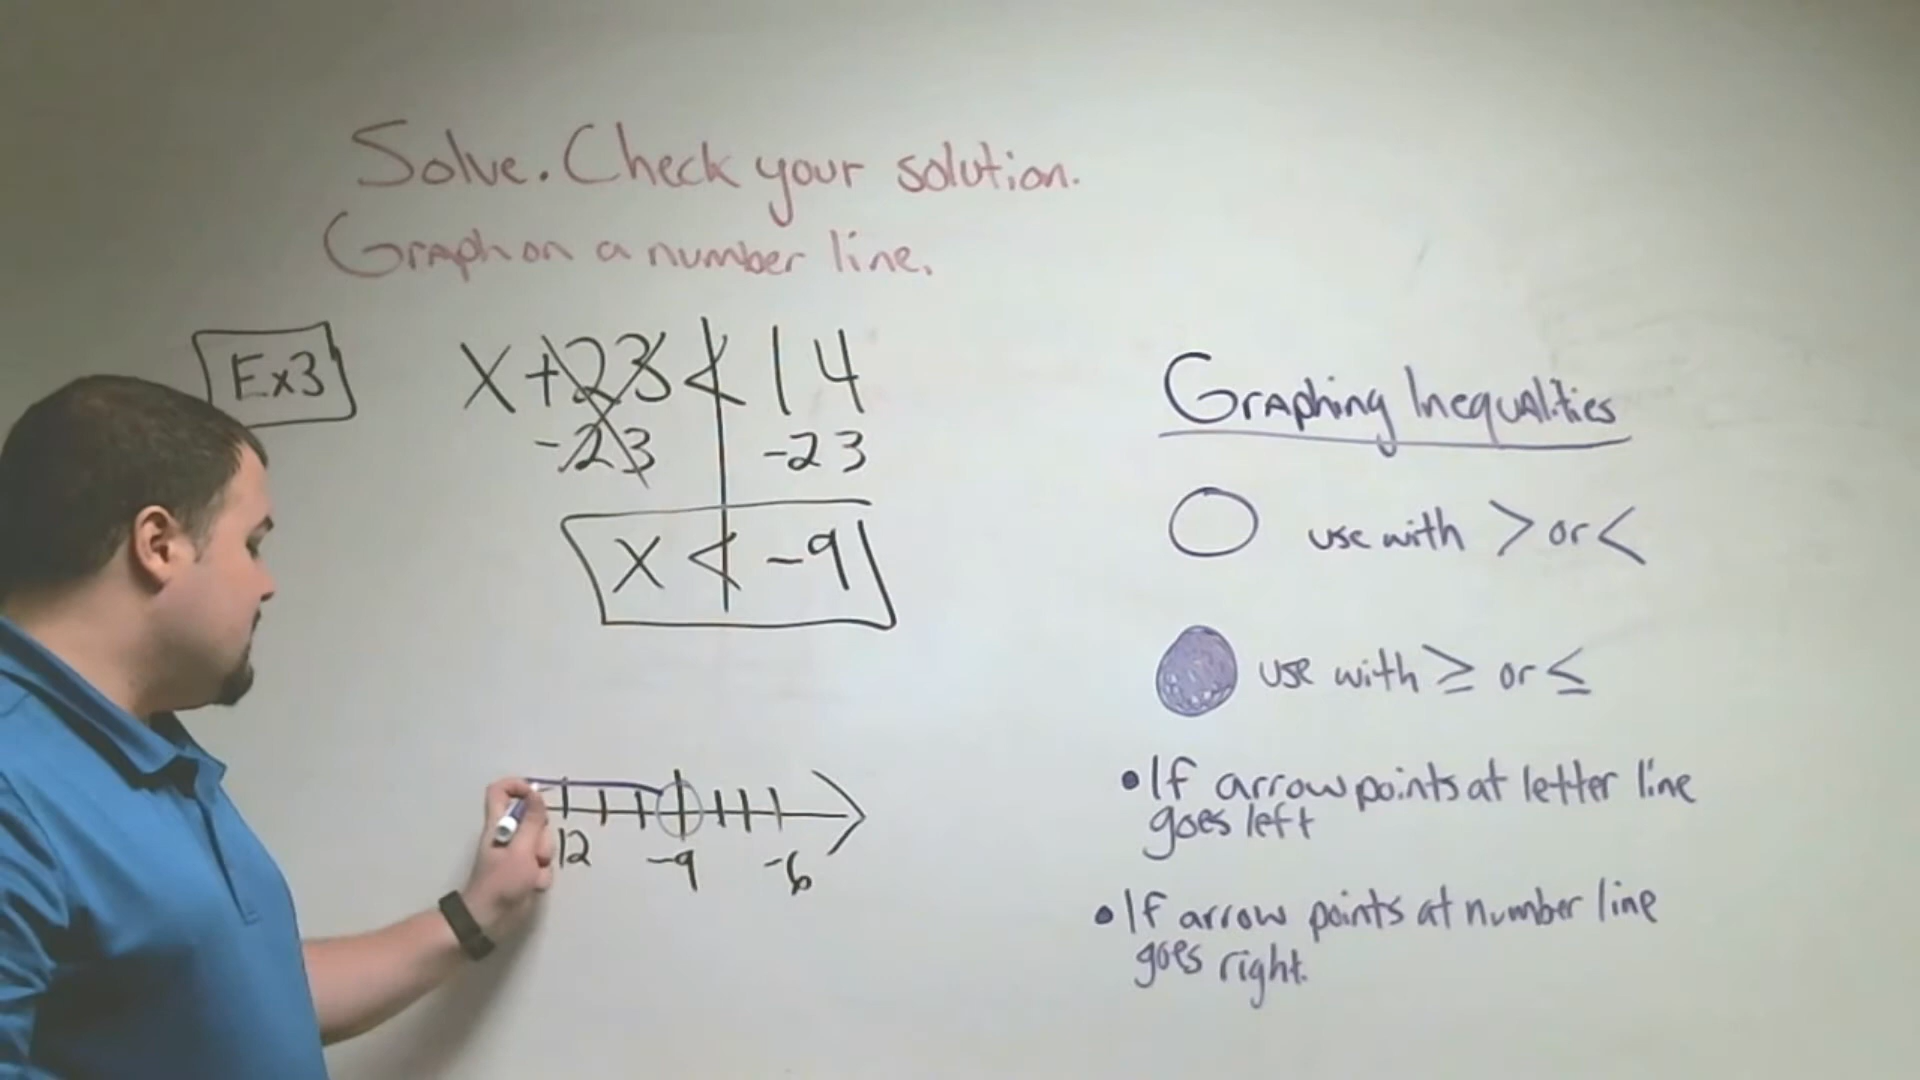 Solve. Check your solution.
Graph on a number line.
Ex3
x+23<14
-23 -23
x < -9
12 -9 -6
Graphing Inequalities
use with > or <
use with ≥ or ≤
• If arrow points at letter line
goes left
• If arrow points at number line
goes right.